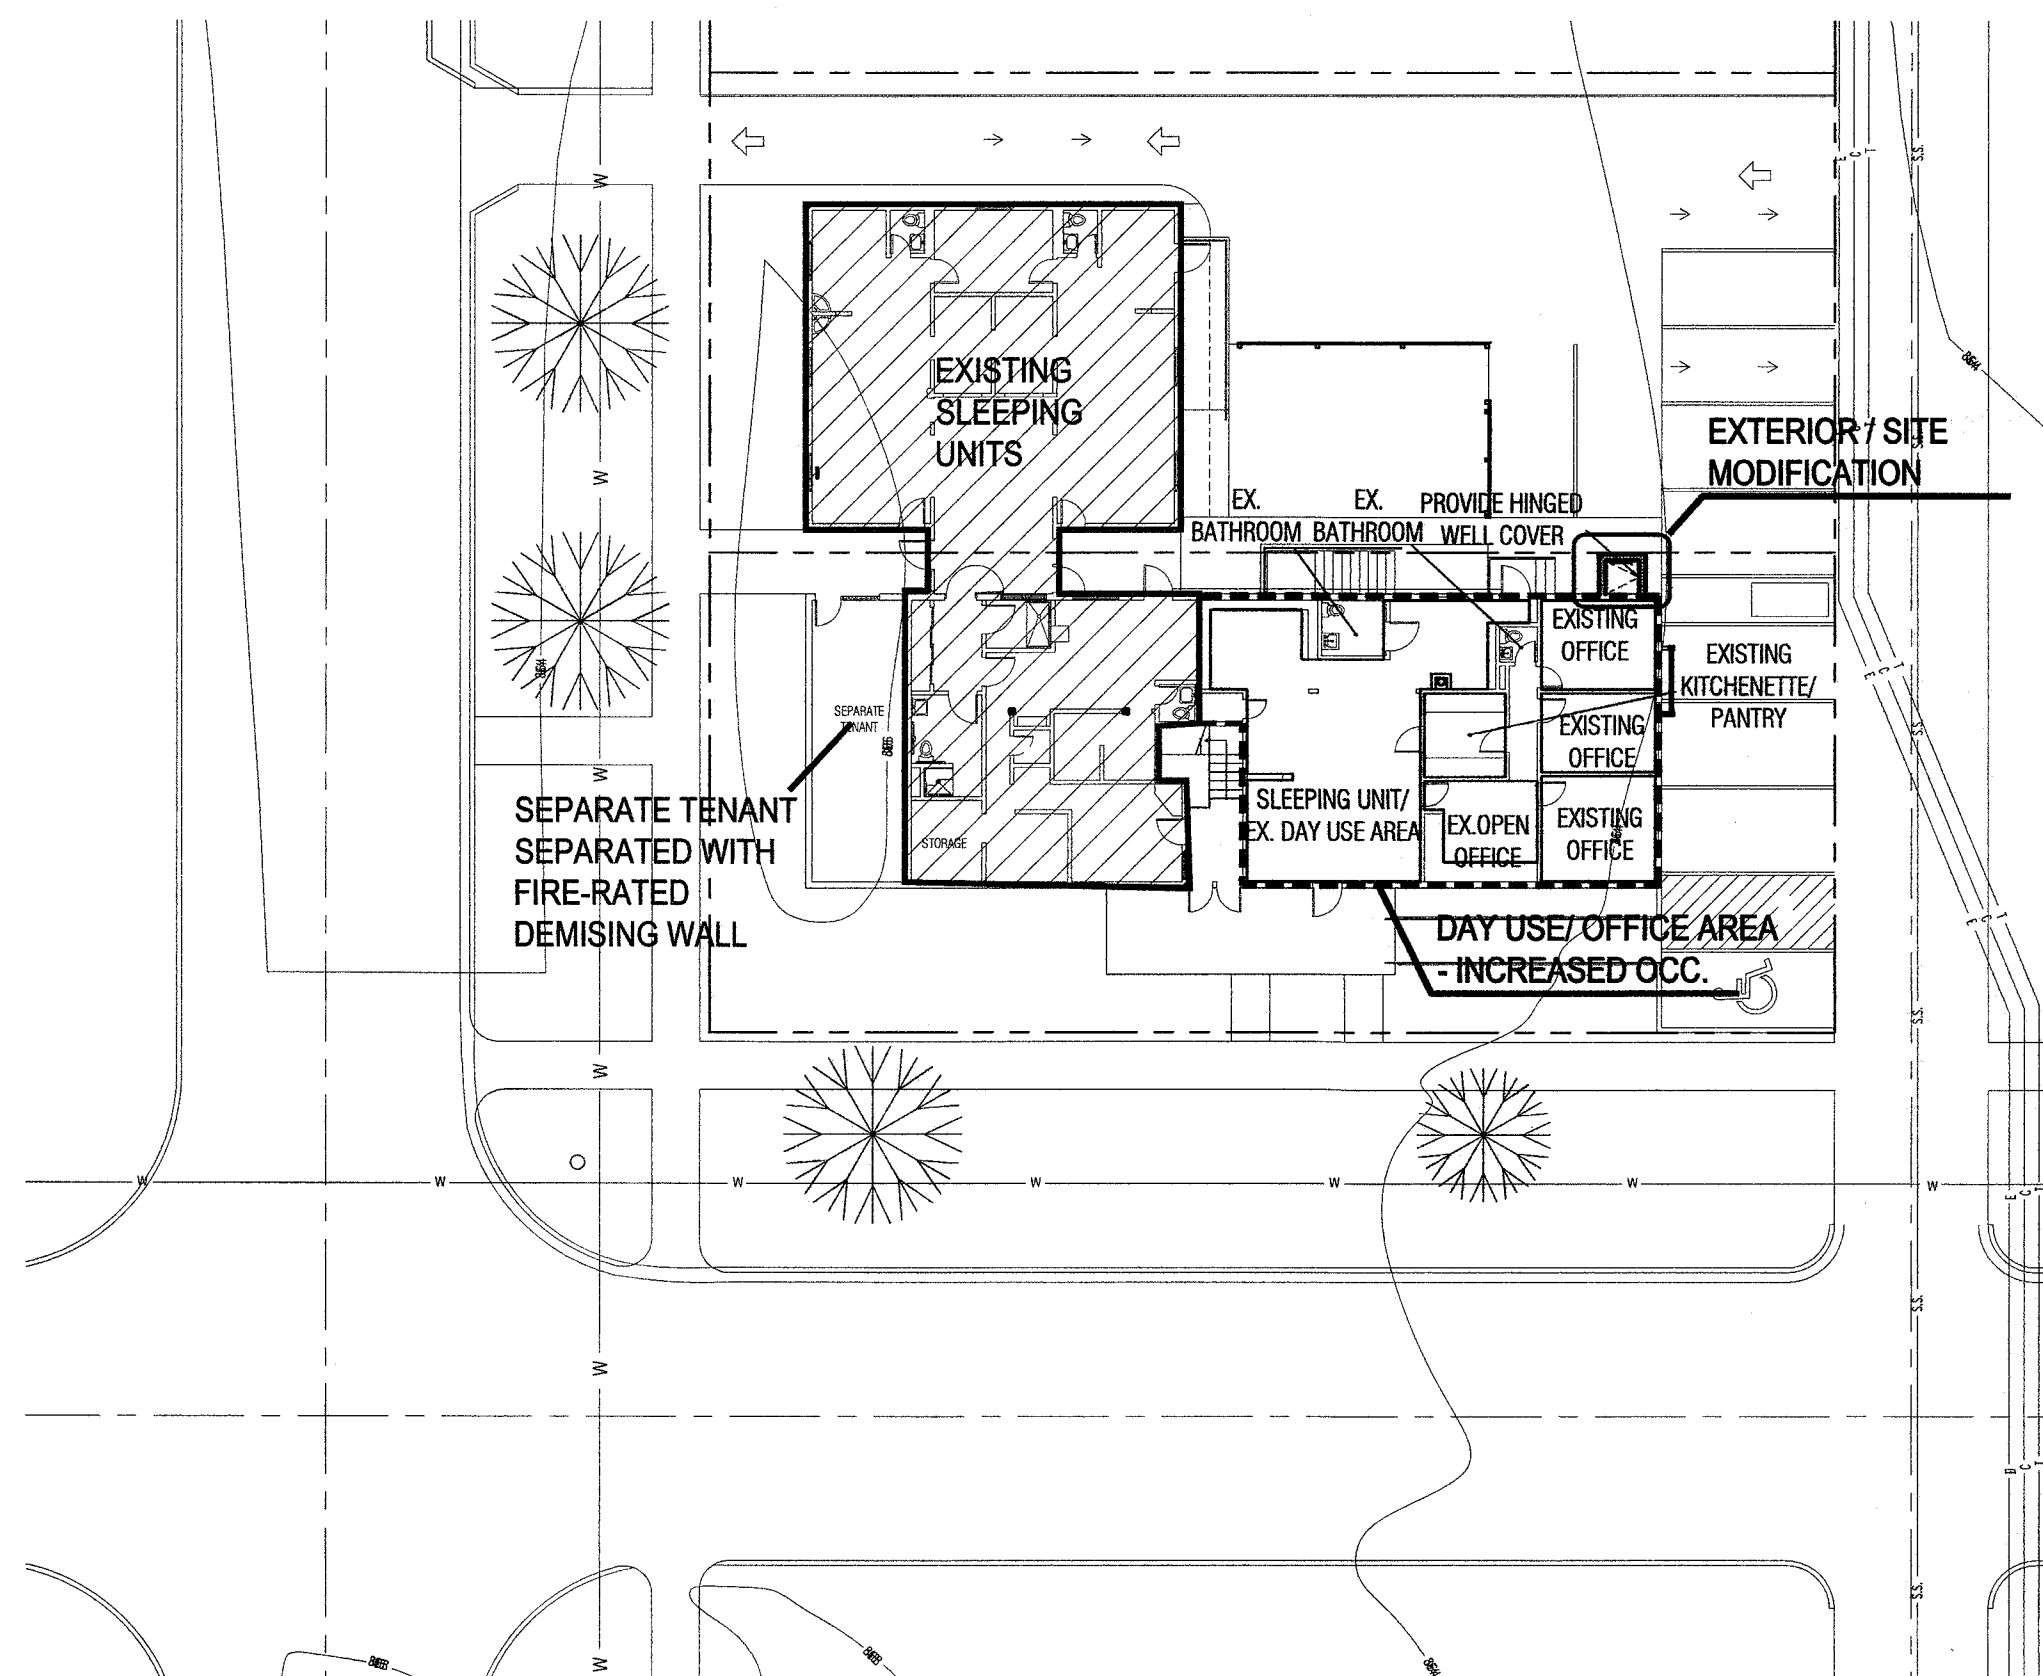 EXISTING
SLEEPING
UNITS
EXTERIOR / SITE
MODIFICATION
EX.
BATHROOM
EX.
BATHROOM
PROVIDE HINGED
WELL COVER
EXISTING
OFFICE
EXISTING
KITCHENETTE/
PANTRY
EXISTING
OFFICE
SEPARATE
TENANT
SEPARATE TENANT
SEPARATED WITH
FIRE-RATED
DEMISING WALL
STORAGE
SLEEPING UNIT/
EX. DAY USE AREA
EX.OPEN
OFFICE
EXISTING
OFFICE
DAY USE/ OFFICE AREA
- INCREASED OCC.
W
W
W
W
W
W
W
W
W
W
W
W
W
W
S.S.
S.S.
S.S.
S.S.
S.S.
S.S.
E
C
T
E
C
T
E
C
T
E
C
T